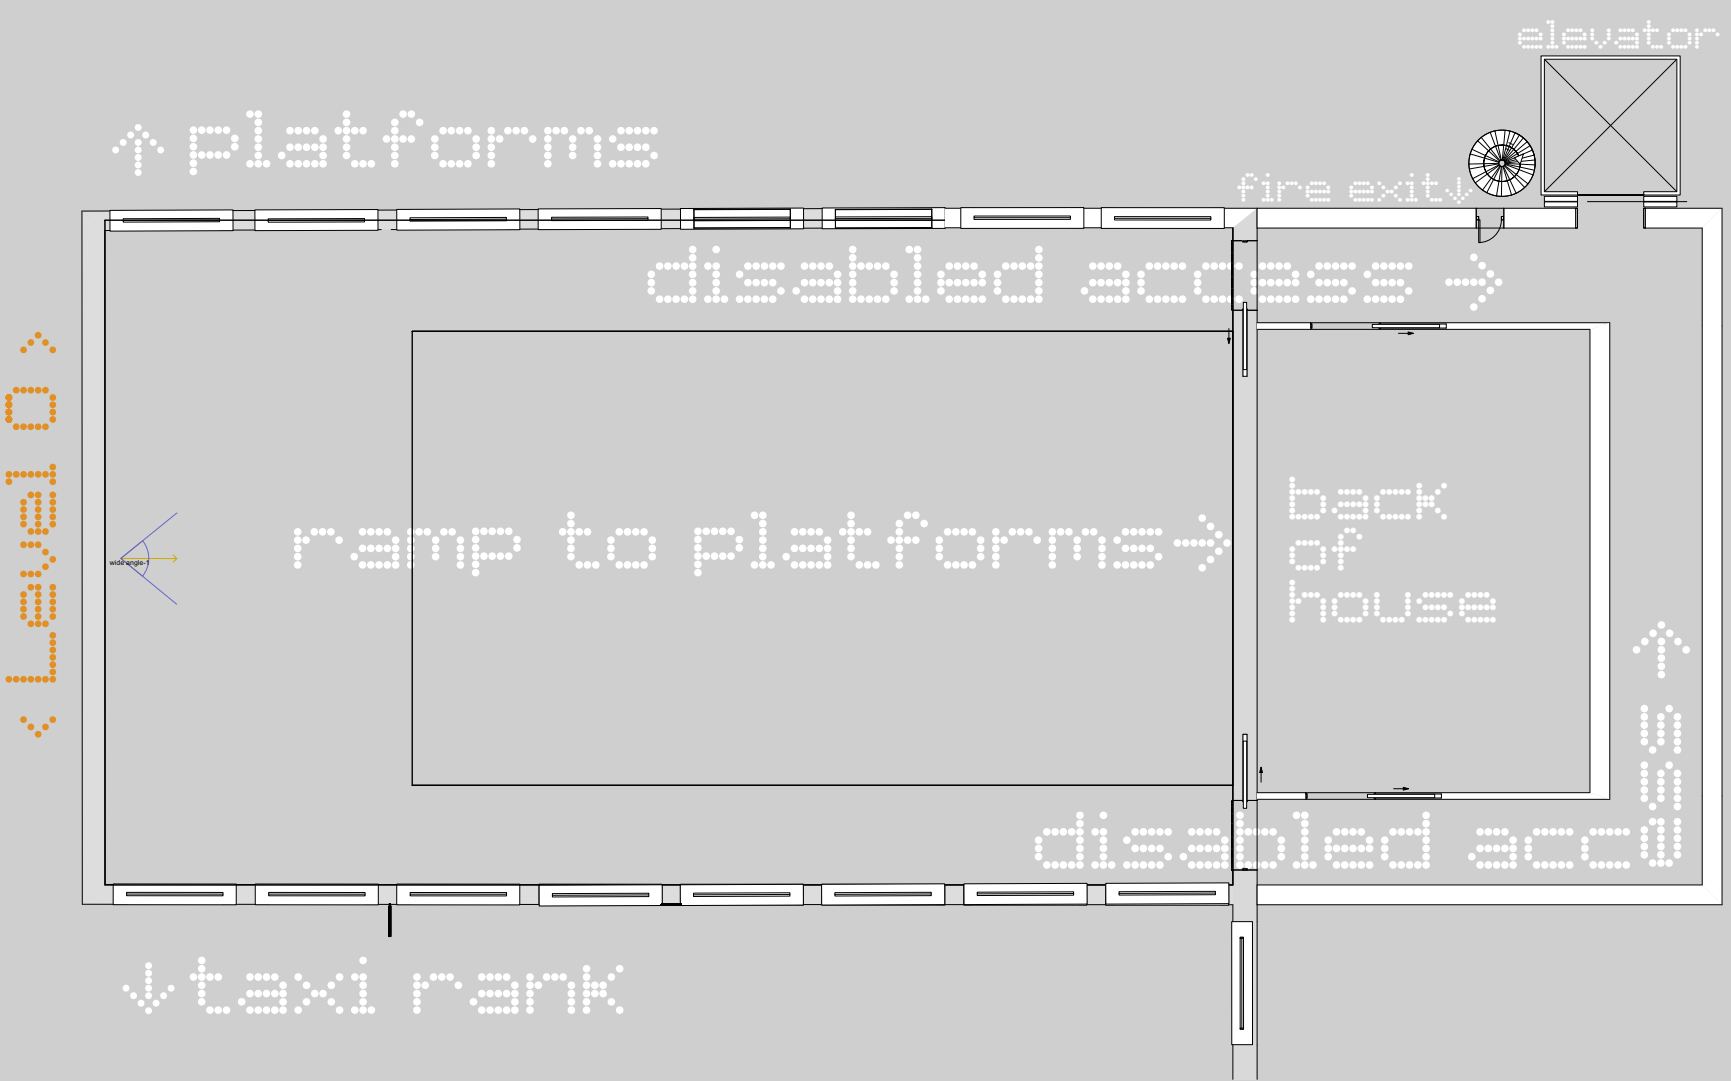 elevator
↑platforms
fire exit↓
disabled access →
< Level 0 >
ramp to platforms→
back
of
house
wide angle-1
disabled access →
↓taxi rank